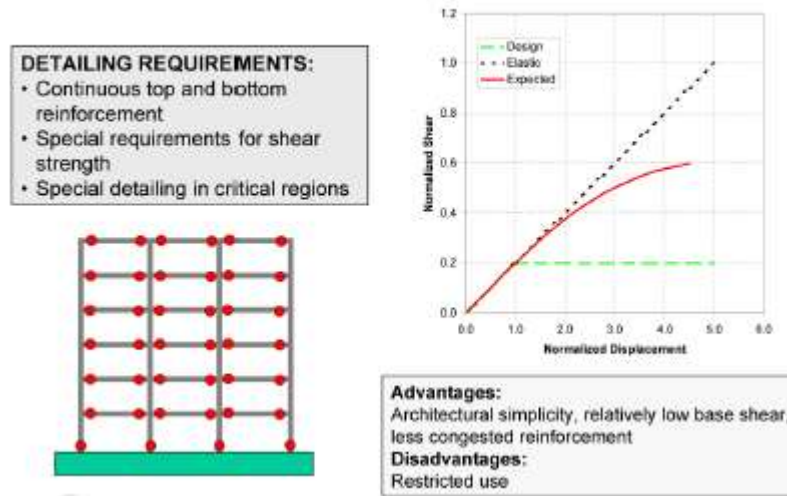 DETAILING REQUIREMENTS:
• Continuous top and bottom
reinforcement
• Special requirements for shear
strength
• Special detailing in critical regions
1.2
1.0
0.8
0.6
0.4
0.2
0.0
Normalized Shear
Design
Elastic
Expected
0.0 1.0 2.0 3.0 4.0 5.0 6.0
Normalized Displacement
Advantages:
Architectural simplicity, relatively low base shear,
less congested reinforcement
Disadvantages:
Restricted use